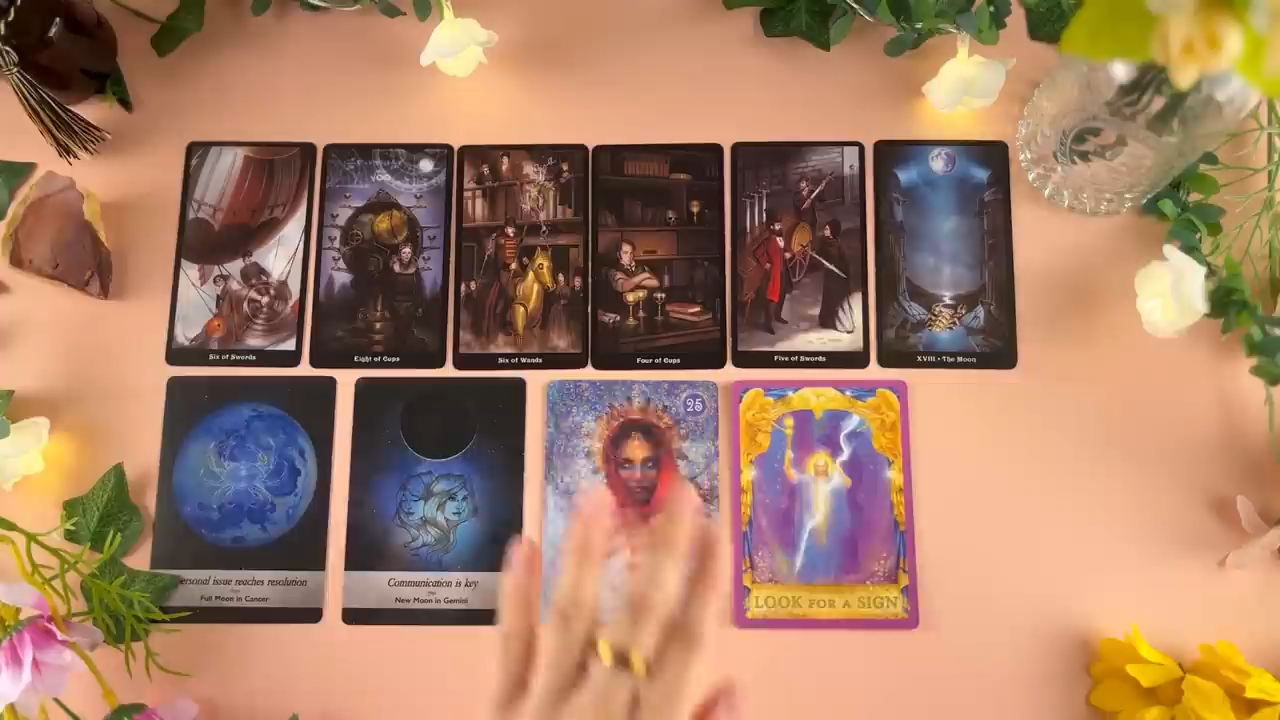 Six of Swords
Eight of Cups
Six of Wands
Four of Cups
Five of Swords
XVIII • The Moon
Personal issue reaches resolution
Full Moon in Cancer
Communication is key
New Moon in Gemini
25
LOOK FOR A SIGN